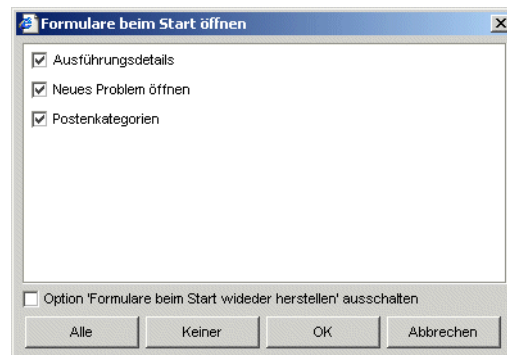 Formulare beim Start öffnen
Ausführungsdetails
Neues Problem öffnen
Postenkategorien
Option 'Formulare beim Start wideder herstellen' ausschalten
Alle
Keiner
OK
Abbrechen